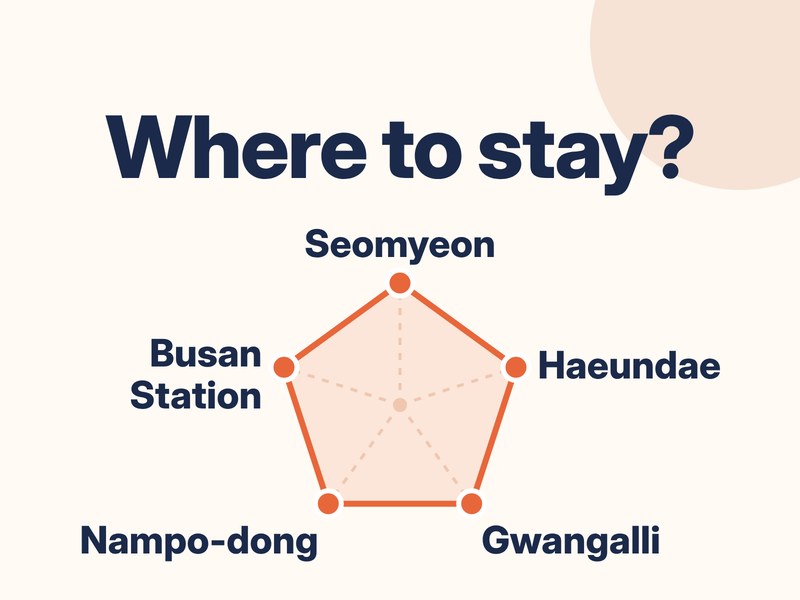 Where to stay?
Seomyeon
Busan
Station
Haeundae
Nampo-dong
Gwangalli